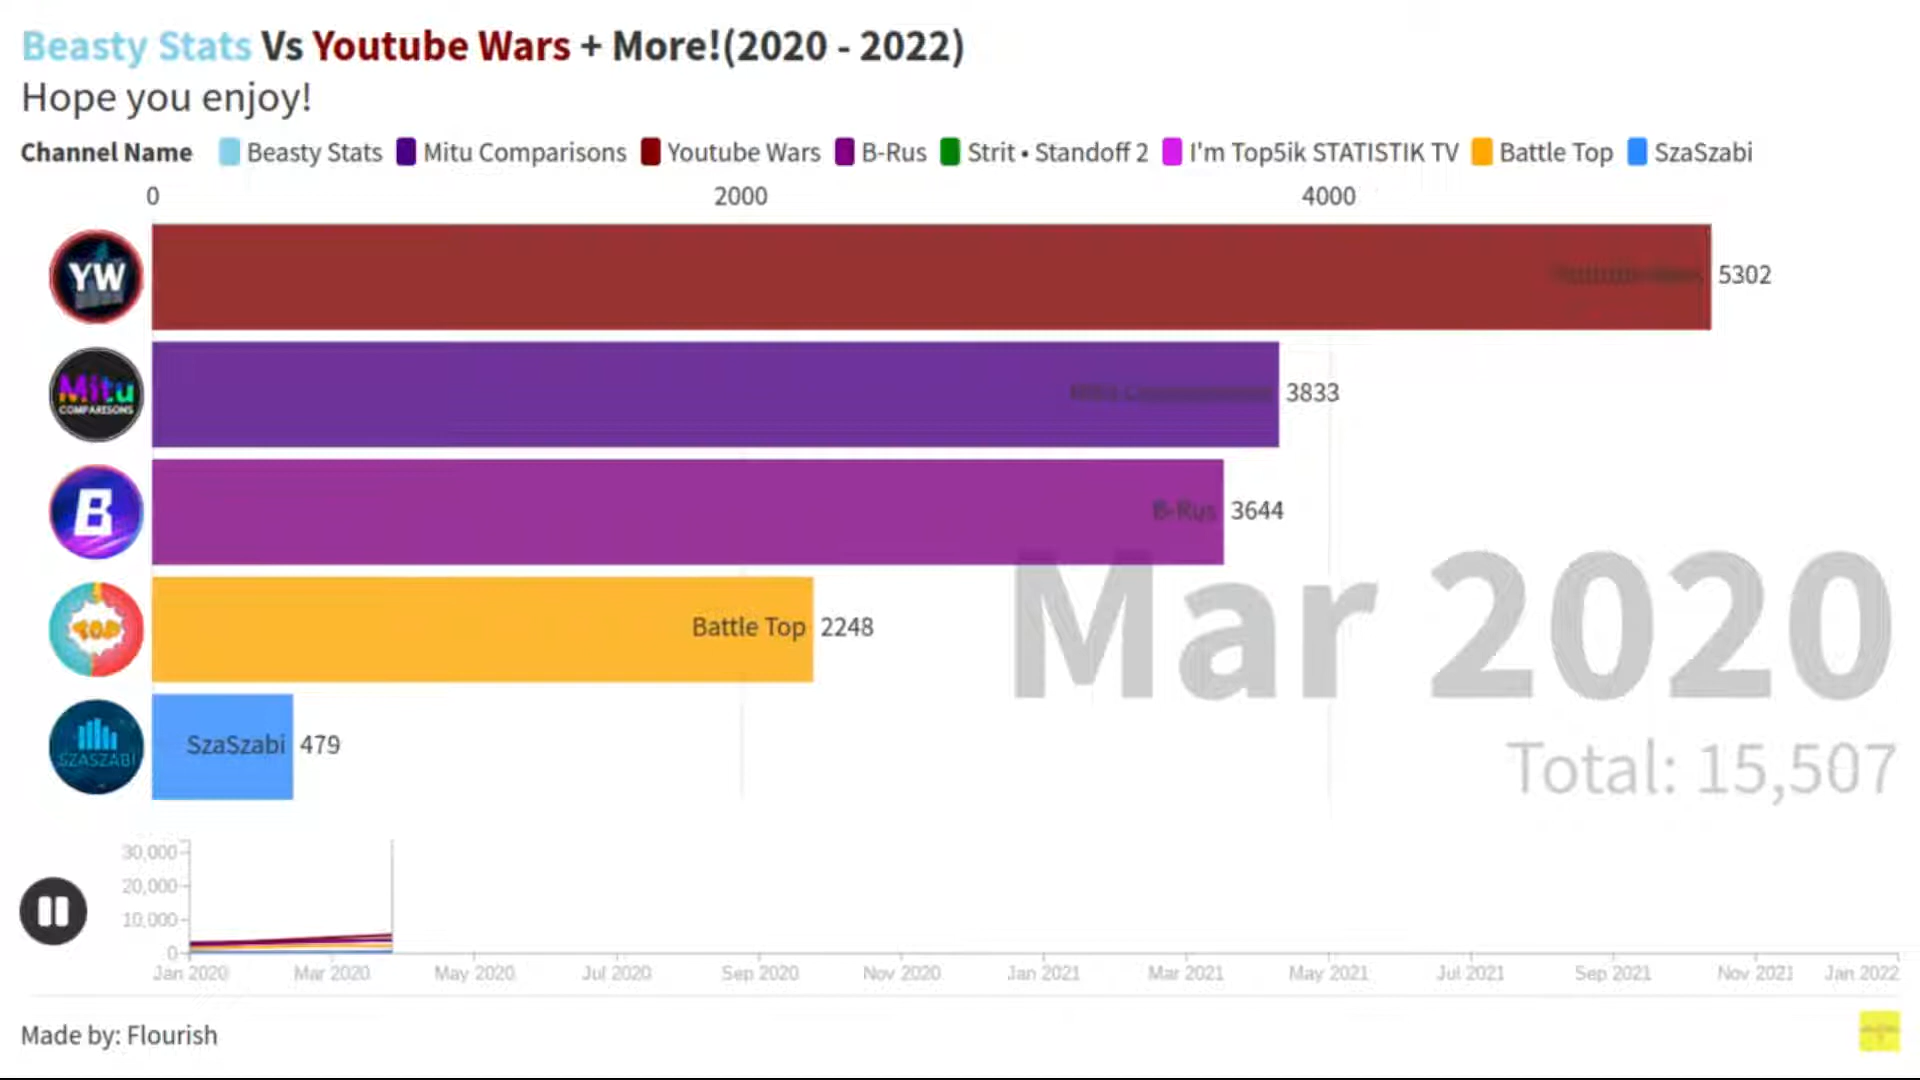 Beasty Stats Vs Youtube Wars + More!(2020 - 2022)
Hope you enjoy!
Channel Name Beasty Stats Mitu Comparisons Youtube Wars B-Rus Strit • Standoff 2 I'm Top5ik STATISTIK TV Battle Top SzaSzabi
0 2000 4000
YW 5302
Mitu COMPARISONS 3833
B B-Rus 3644
TOP Battle Top 2248
SZASZABI SzaSzabi 479
Mar 2020
Total: 15,507
30,000
20,000
10,000
0
Jan 2020 Mar 2020 May 2020 Jul 2020 Sep 2020 Nov 2020 Jan 2021 Mar 2021 May 2021 Jul 2021 Sep 2021 Nov 2021 Jan 2022
Made by: Flourish